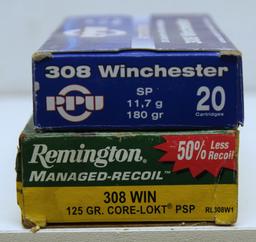 308 Winchester
PPU
SP
11,7 g
180 gr
20
Cartridges
Remington
MANAGED-RECOIL
50% Less
Recoil
308 WIN
125 GR. CORE-LOKT PSP
RL308W1